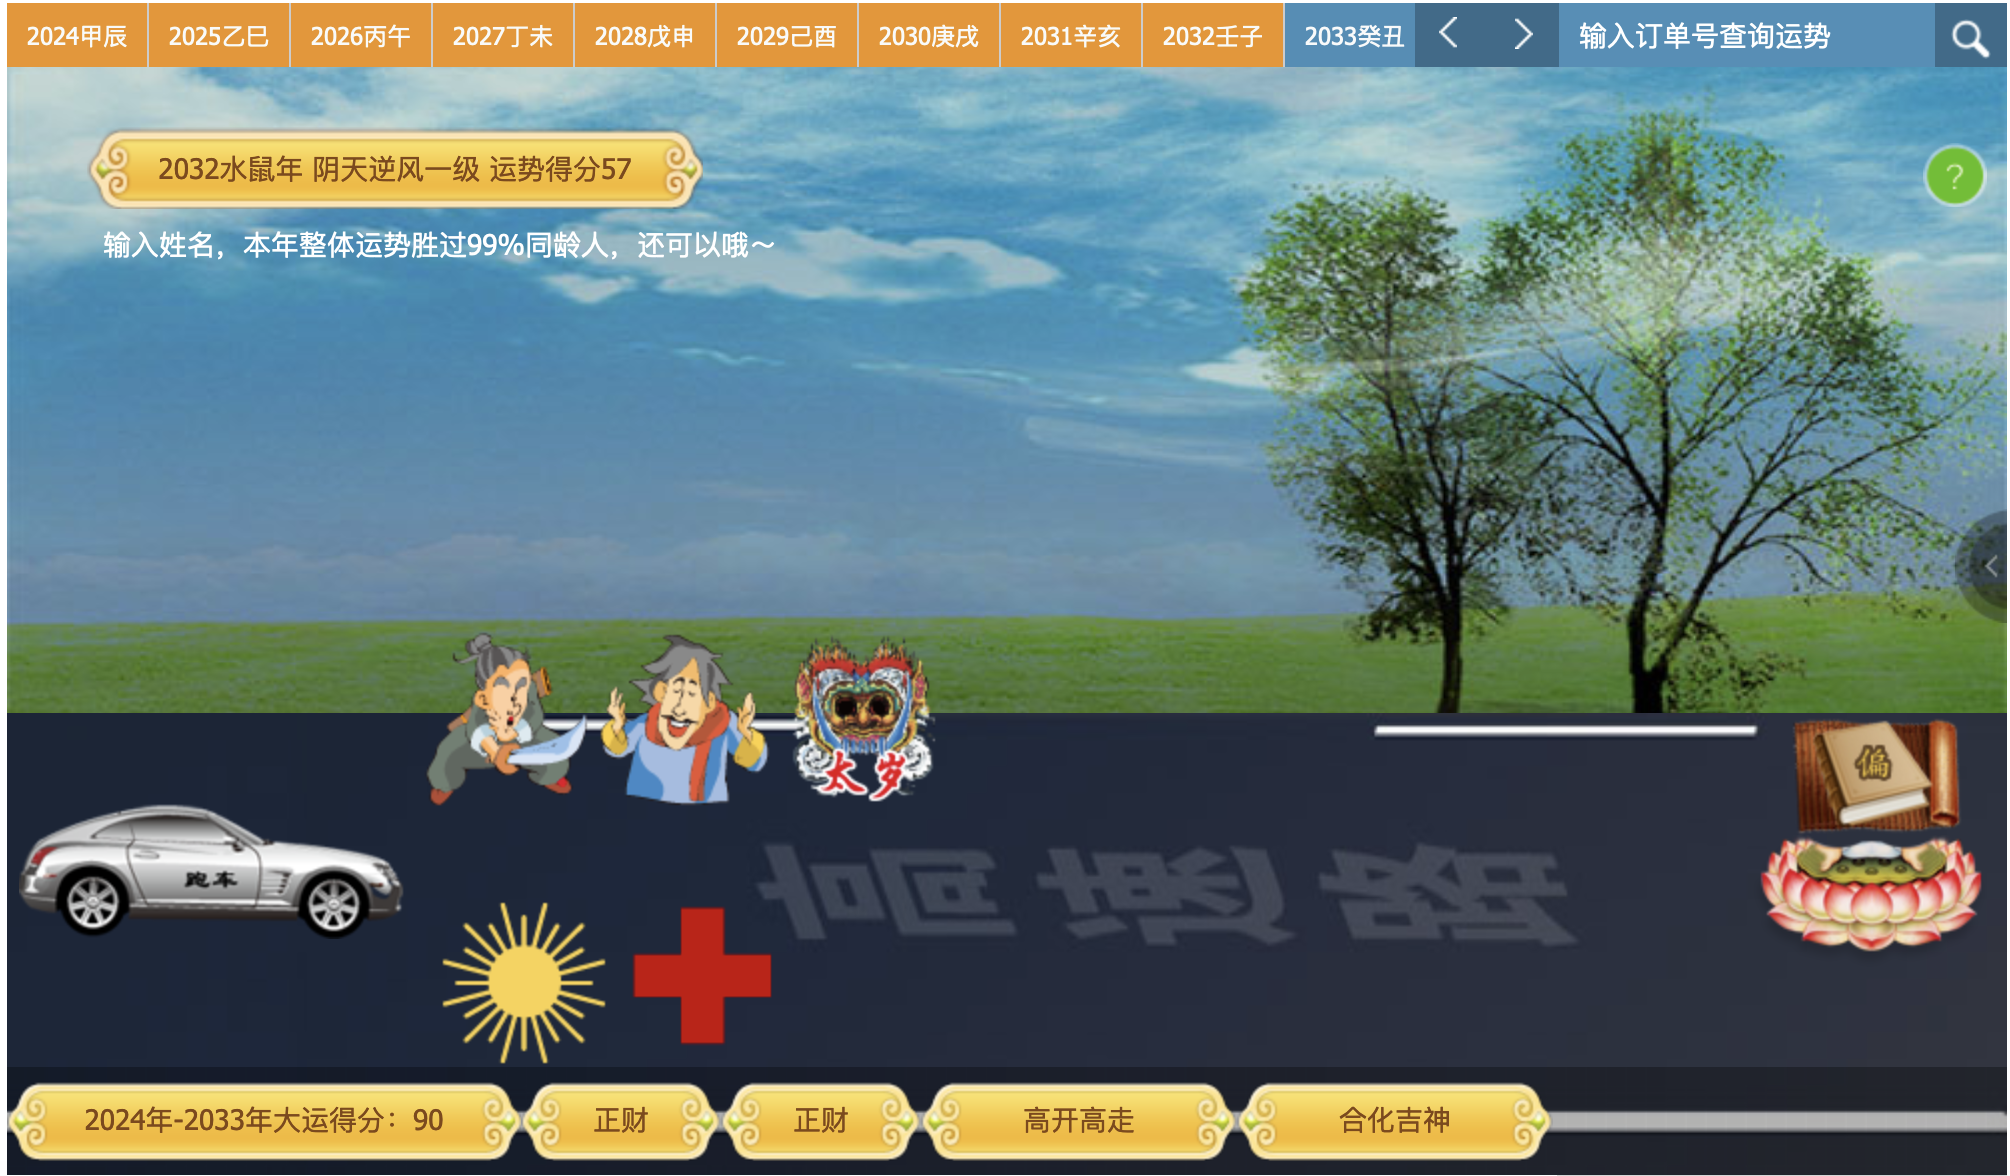 2024甲辰
2025乙巳
2026丙午
2027丁未
2028戊申
2029己酉
2030庚戌
2031辛亥
2032壬子
2033癸丑
输入订单号查询运势
2032水鼠年 阴天逆风一级 运势得分57
?
输入姓名，本年整体运势胜过99%同龄人，还可以哦～
太岁
偏
跑车
高速路
2024年-2033年大运得分：90
正财
正财
高开高走
合化吉神